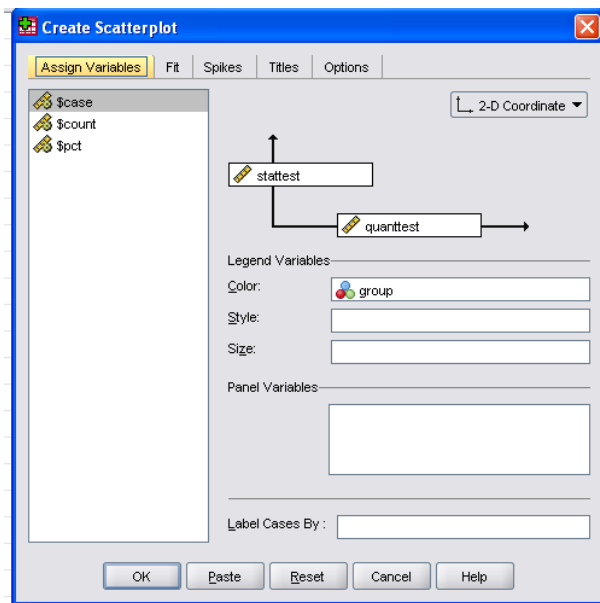 Create Scatterplot
Assign Variables Fit Spikes Titles Options
$case
$count
$pct
2-D Coordinate
stattest
quanttest
Legend Variables
Color: group
Style:
Size:
Panel Variables
Label Cases By :
OK Paste Reset Cancel Help